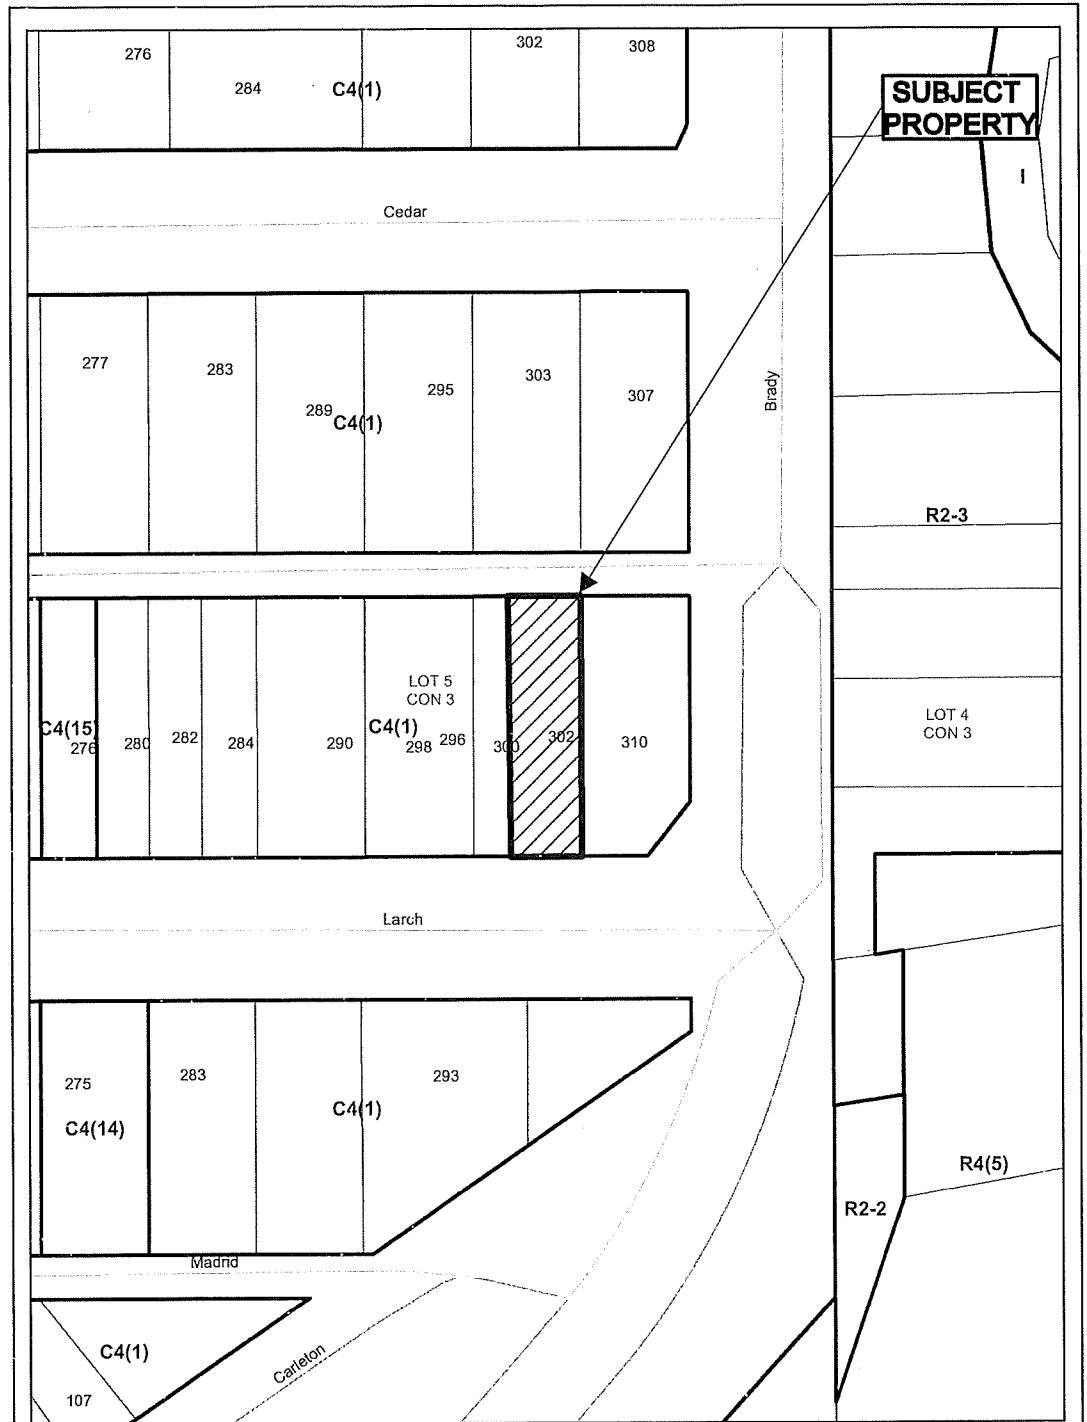 276
284
C4(1)
302
308
SUBJECT
PROPERTY
I
Cedar
277
283
289
C4(1)
295
303
307
Brady
R2-3
LOT 5
CON 3
C4(15)
276
280
282
284
290
C4(1)
298
296
300
302
310
LOT 4
CON 3
Larch
275
C4(14)
283
C4(1)
293
R4(5)
R2-2
Madrid
C4(1)
Carleton
107